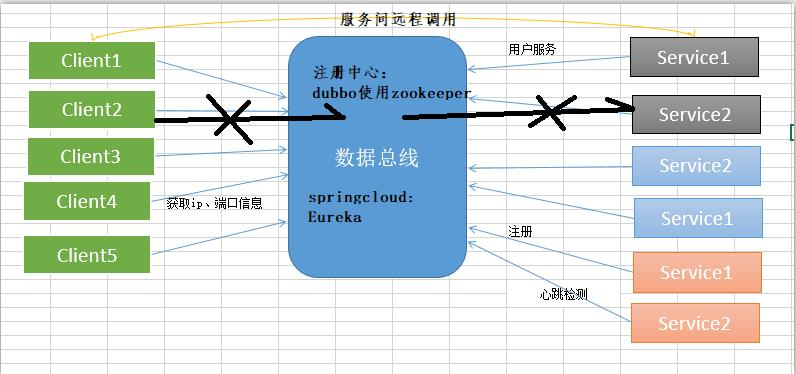 服务间远程调用
Client1
Client2
Client3
Client4
Client5
获取ip、端口信息
注册中心：
dubbo使用zookeeper
数据总线
springcloud：
Eureka
用户服务
注册
心跳检测
Service1
Service2
Service2
Service1
Service1
Service2